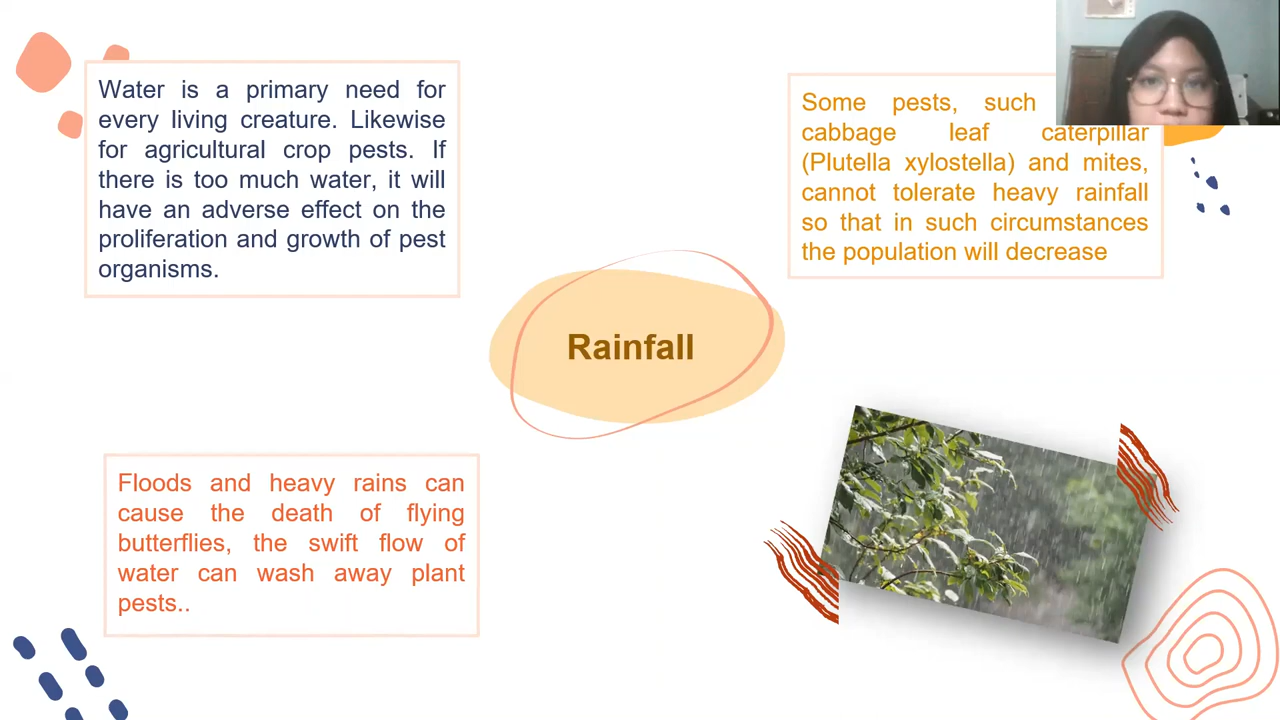 Water is a primary need for
every living creature. Likewise
for agricultural crop pests. If
there is too much water, it will
have an adverse effect on the
proliferation and growth of pest
organisms.
Some pests, such
cabbage leaf caterpillar
(Plutella xylostella) and mites,
cannot tolerate heavy rainfall
so that in such circumstances
the population will decrease
Rainfall
Floods and heavy rains can
cause the death of flying
butterflies, the swift flow of
water can wash away plant
pests..